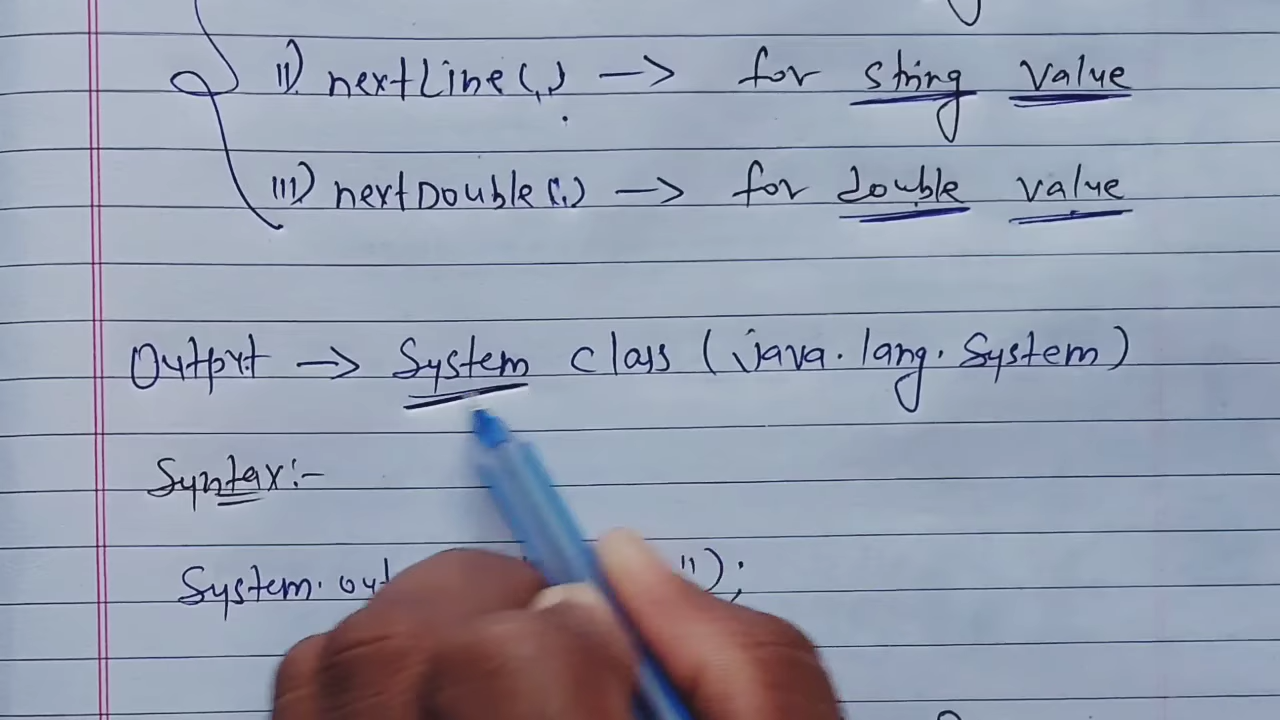 II) nextLine() → for string value
III) nextDouble() → for double value
Output → System class (java.lang.System)
Syntax:-
System.out ");